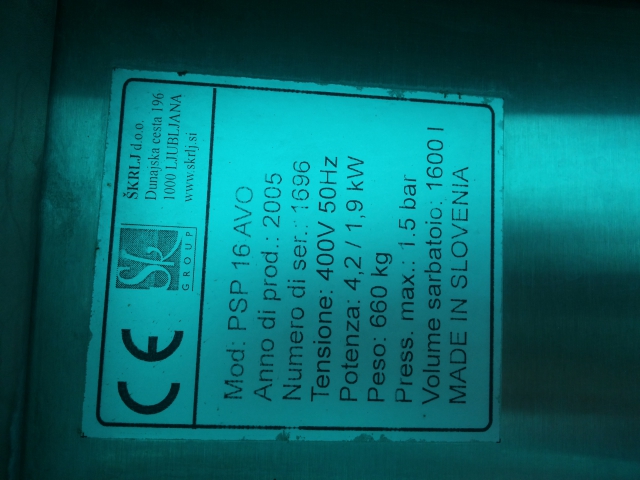 CE
SK
GROUP
ŠKRLJ d.o.o.
Dunajska cesta 196
1000 LJUBLJANA
www.skrlj.si
Mod: PSP 16 AVO
Anno di prod.: 2005
Numero di ser.: 1696
Tensione: 400V 50Hz
Potenza: 4,2 / 1,9 kW
Peso: 660 kg
Press. max.: 1.5 bar
Volume sarbatoio: 1600 l
MADE IN SLOVENIA